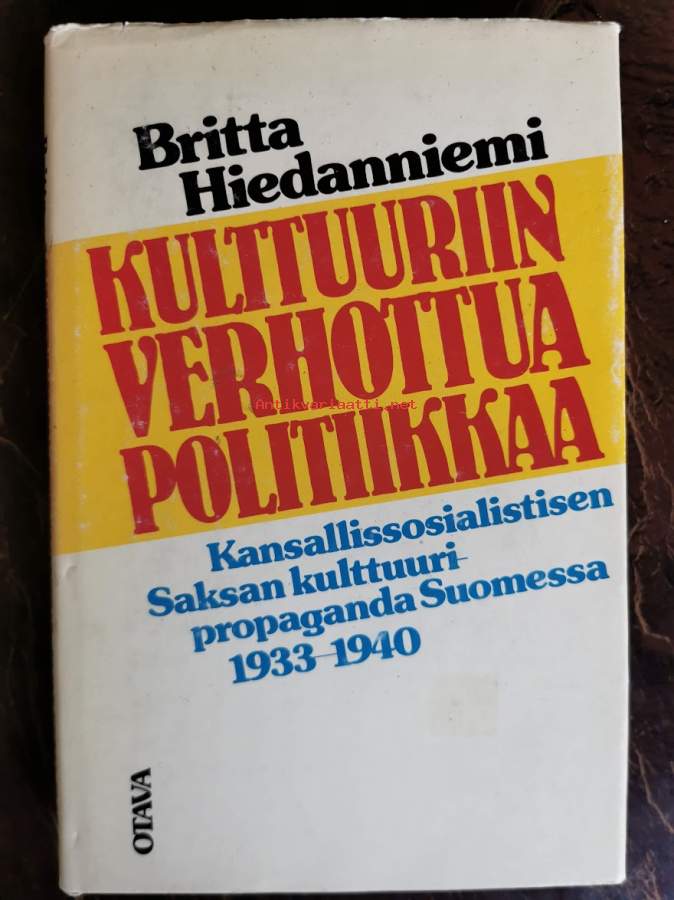 Britta
Hiedanniemi
KULTTUURIIN
VERHOTTUA
Antikvariaatti.net
POLITIIKKAA
Kansallissosialistisen
Saksan kulttuuri-
propaganda Suomessa
1933–1940
OTAVA